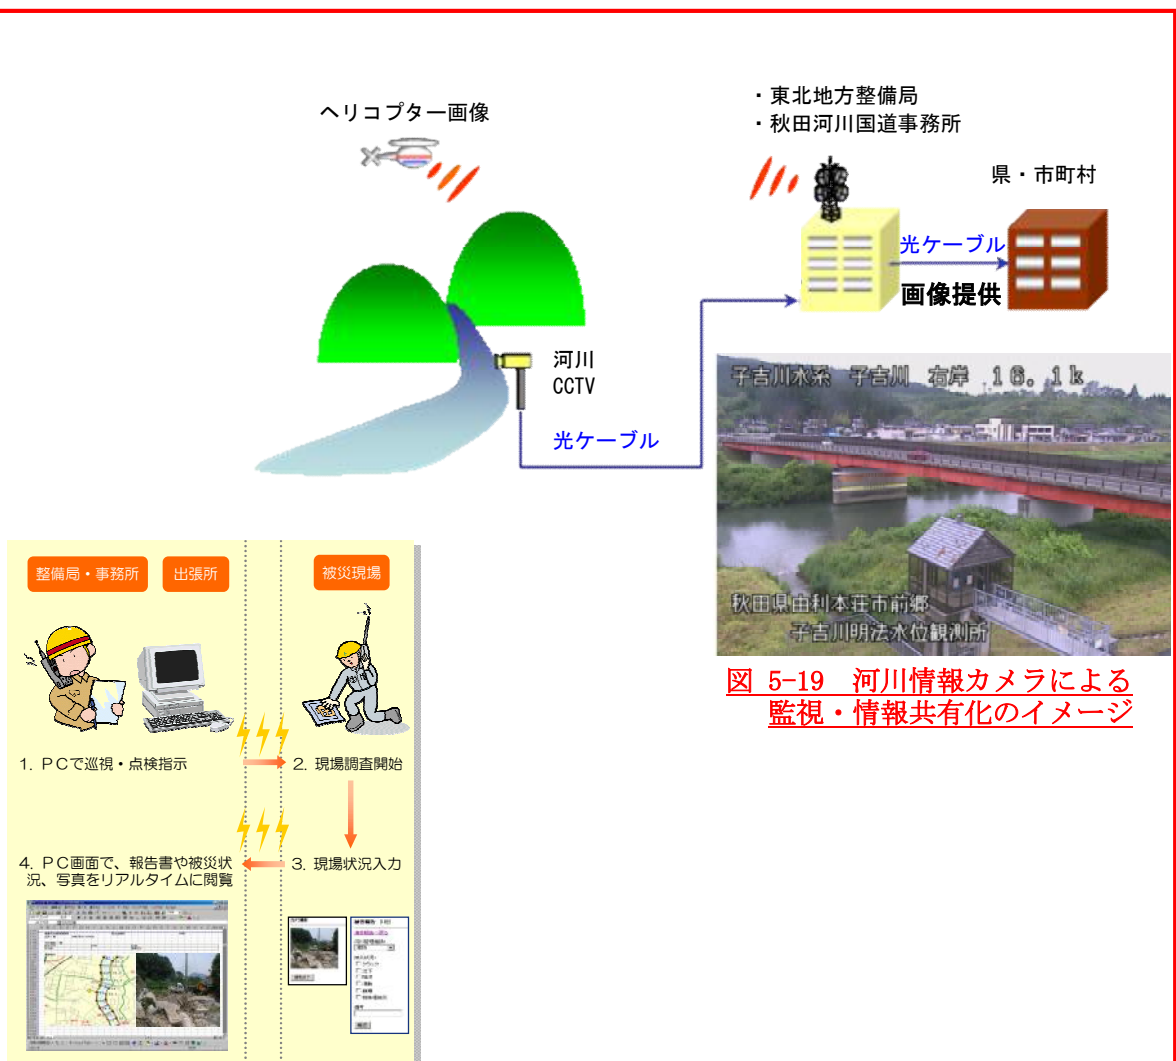 ヘリコプター画像
・東北地方整備局
・秋田河川国道事務所
県・市町村
光ケーブル
画像提供
河川
CCTV
光ケーブル
子吉川水系 子吉川 右岸 16.1k
秋田県由利本荘市前郷
子吉川明法水位観測所
図 5-19 河川情報カメラによる
監視・情報共有化のイメージ
整備局・事務所 出張所 被災現場
1. PCで巡視・点検指示
2. 現場調査開始
4. PC画面で、報告書や被災状
況、写真をリアルタイムに閲覧
3. 現場状況入力